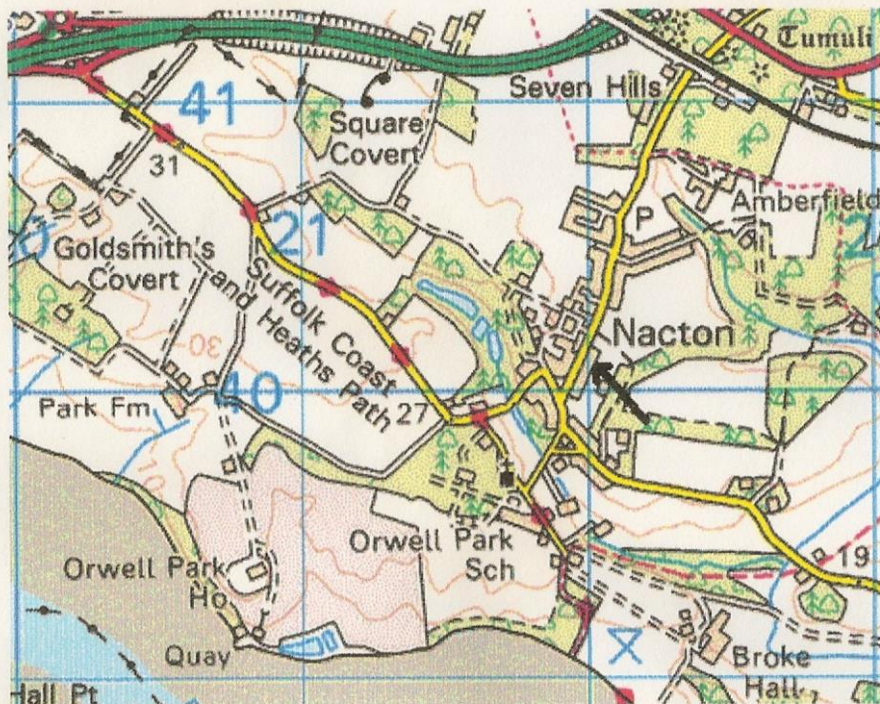 Tumuli
Seven Hills
41
Square
Covert
31
P
Amberfield
21
Goldsmith's
Covert
Suffolk Coast
and Heaths Path
Nacton
30
40
Park Fm
27
10
Orwell Park
Sch
Orwell Park
Ho
19
Quay
Broke
Hall
Hall Pt